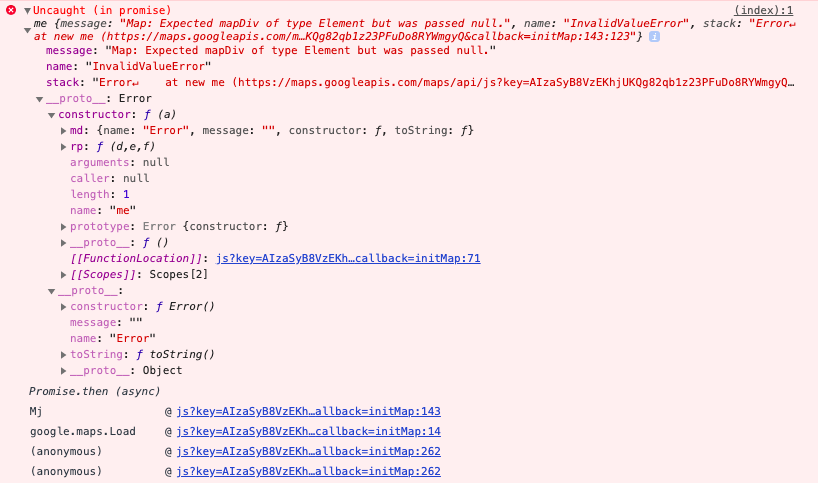 Uncaught (in promise) (index):1
me {message: "Map: Expected mapDiv of type Element but was passed null.", name: "InvalidValueError", stack: "Error↵
at new me (https://maps.googleapis.com/m…KQg82qb1z23PFuDo8RYWmgyQ&callback=initMap:143:123"}
message: "Map: Expected mapDiv of type Element but was passed null."
name: "InvalidValueError"
stack: "Error↵ at new me (https://maps.googleapis.com/maps/api/js?key=AIzaSyB8VzEKhjUKQg82qb1z23PFuDo8RYWmgyQ…
__proto__: Error
constructor: ƒ (a)
md: {name: "Error", message: "", constructor: ƒ, toString: ƒ}
rp: ƒ (d,e,f)
arguments: null
caller: null
length: 1
name: "me"
prototype: Error {constructor: ƒ}
__proto__: ƒ ()
[[FunctionLocation]]: js?key=AIzaSyB8VzEKh…callback=initMap:71
[[Scopes]]: Scopes[2]
__proto__:
constructor: ƒ Error()
message: ""
name: "Error"
toString: ƒ toString()
__proto__: Object
Promise.then (async)
Mj @ js?key=AIzaSyB8VzEKh…allback=initMap:143
google.maps.Load @ js?key=AIzaSyB8VzEKh…callback=initMap:14
(anonymous) @ js?key=AIzaSyB8VzEKh…allback=initMap:262
(anonymous) @ js?key=AIzaSyB8VzEKh…allback=initMap:262